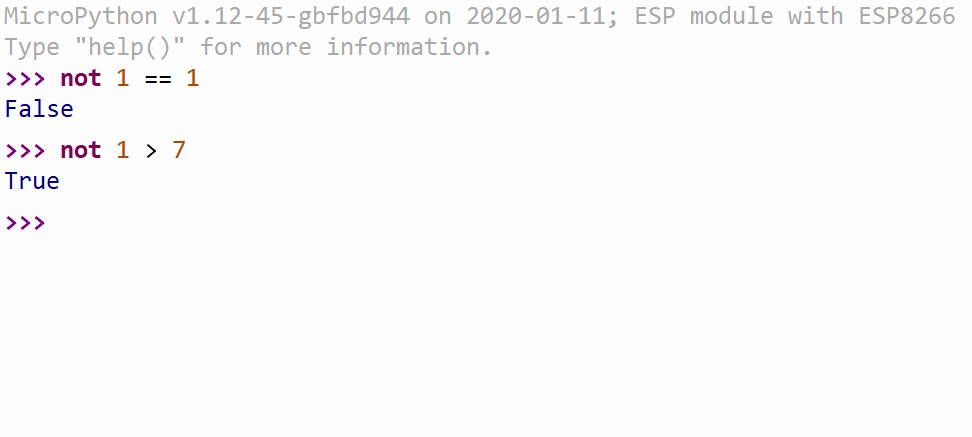 MicroPython v1.12-45-gbfbd944 on 2020-01-11; ESP module with ESP8266
Type "help()" for more information.
>>> not 1 == 1
False
>>> not 1 > 7
True
>>>